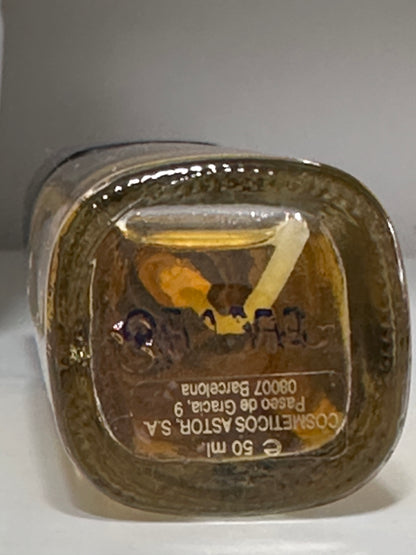 ℮ 50 ml.
COSMETICOS ASTOR, S.A.
Paseo de Gracia, 9
08007 Barcelona